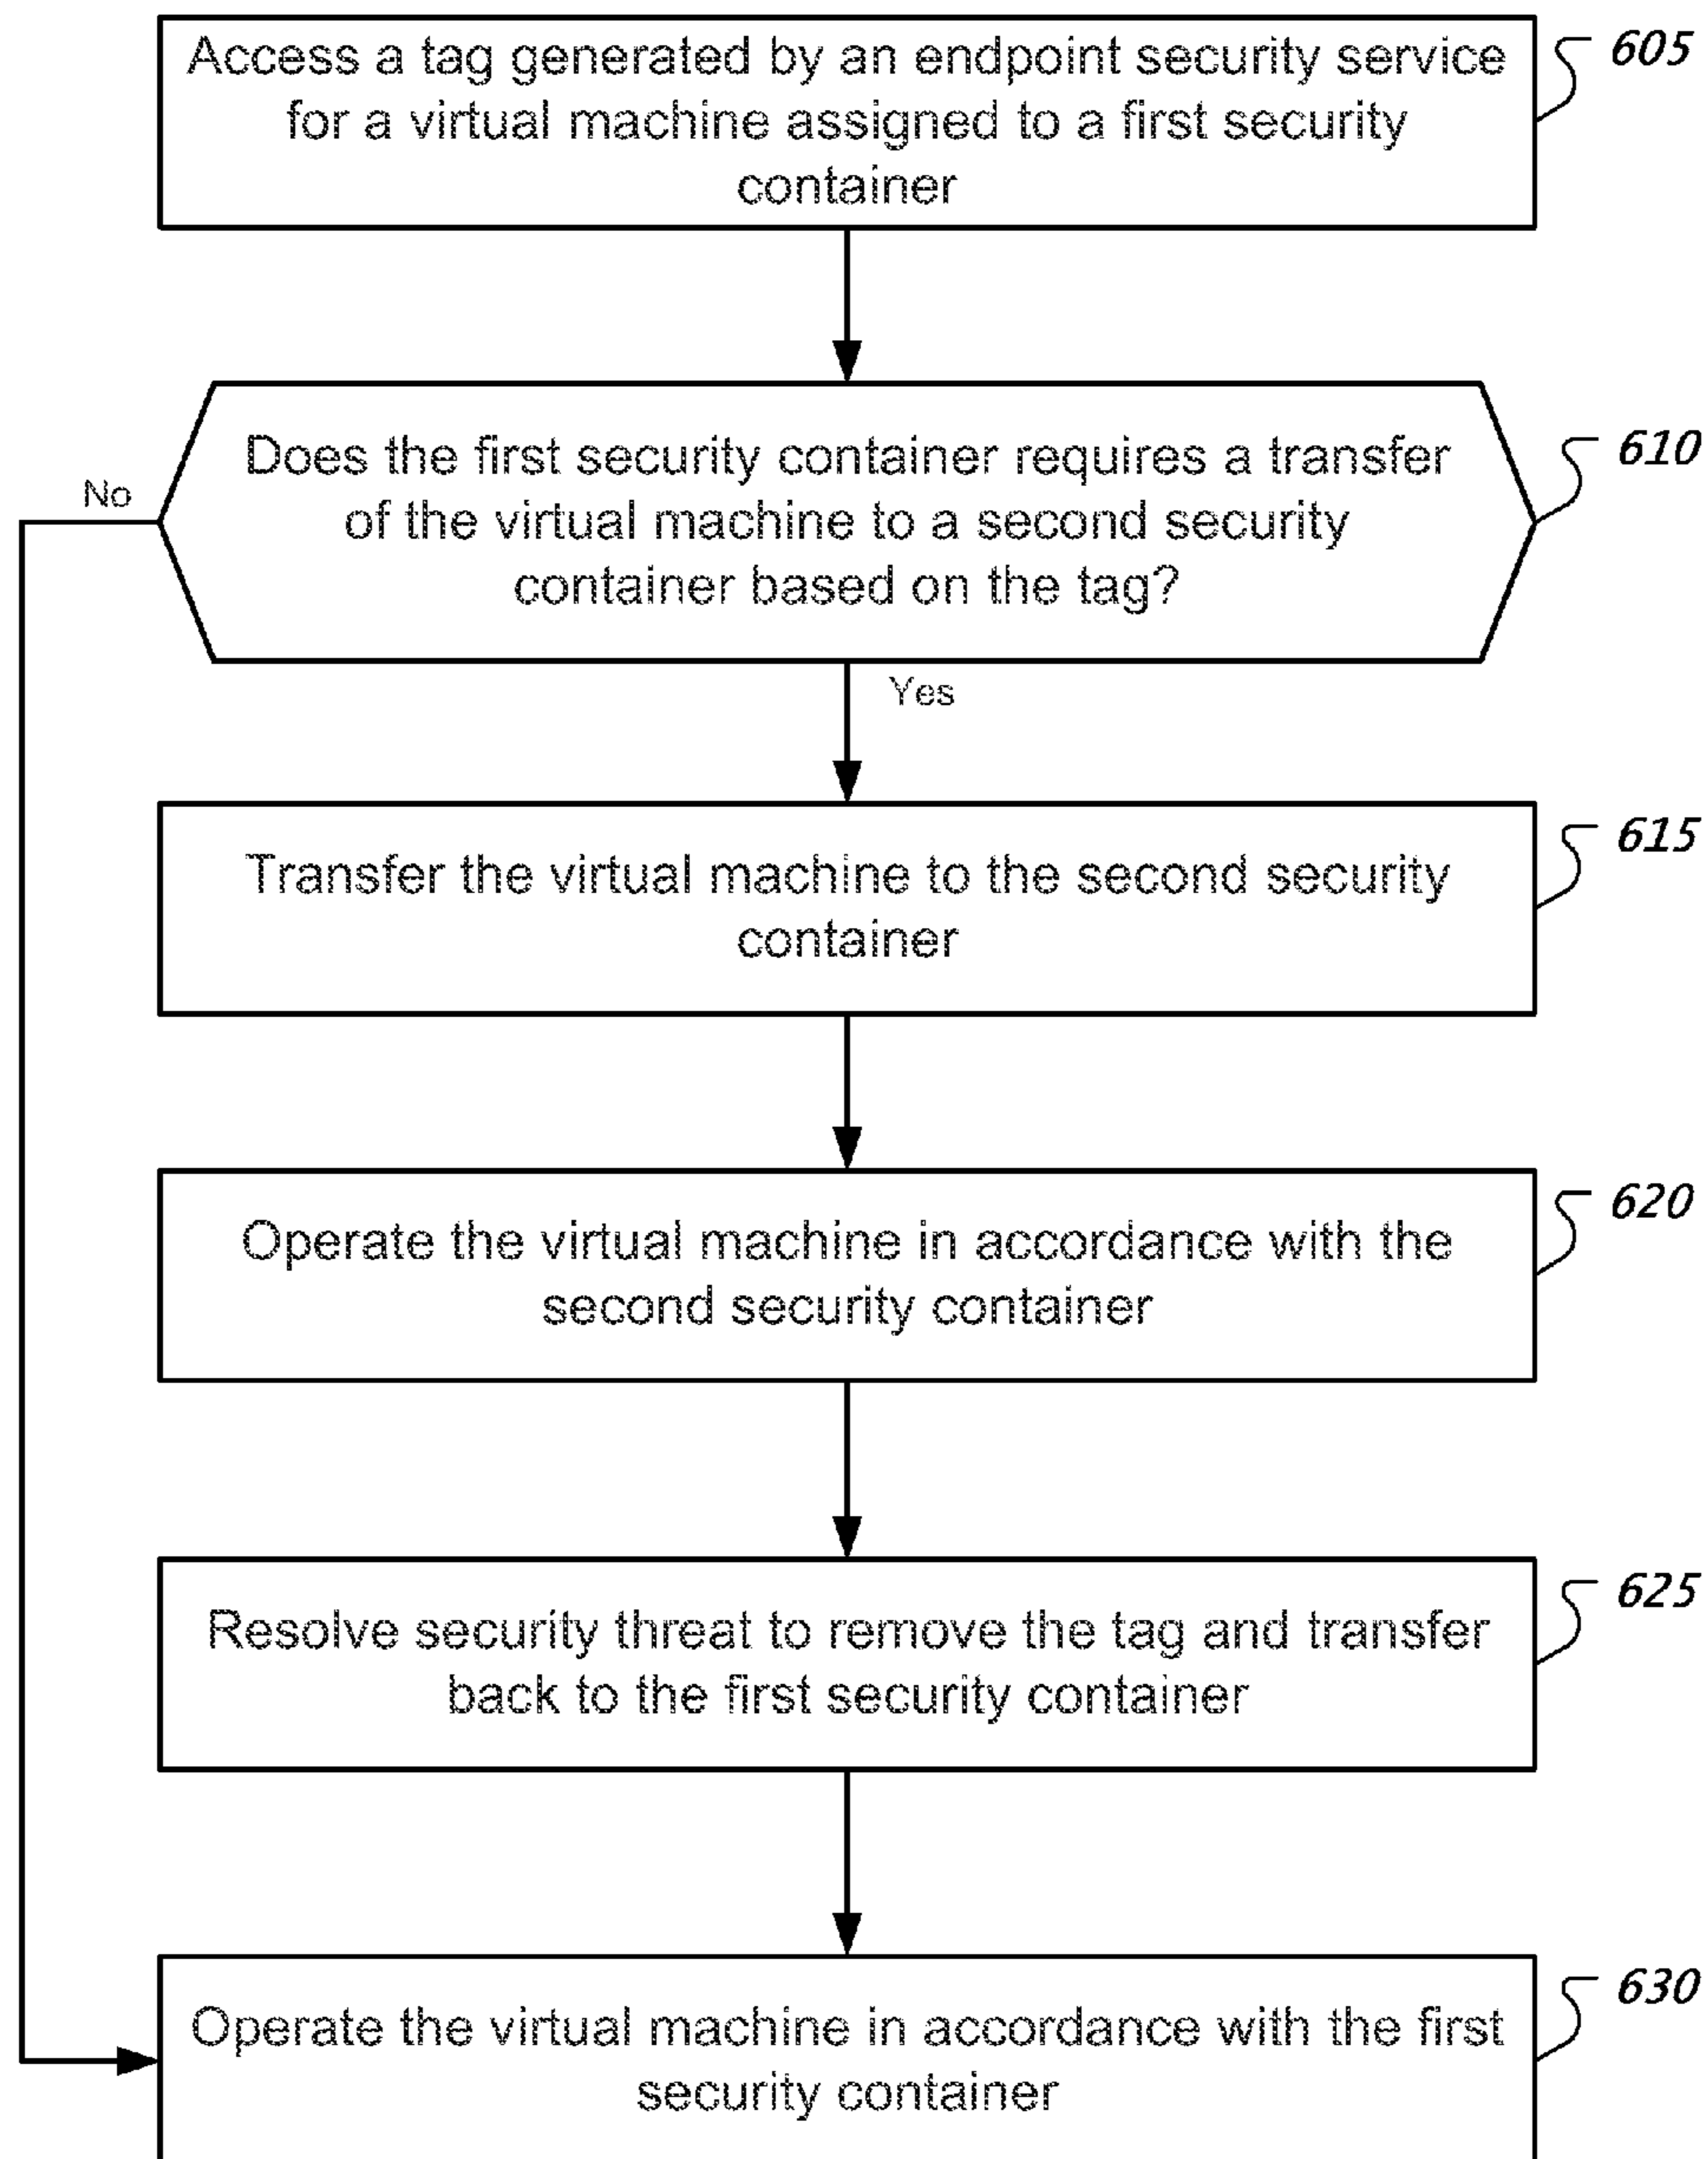 Access a tag generated by an endpoint security service
for a virtual machine assigned to a first security
container
605
Does the first security container requires a transfer
of the virtual machine to a second security
container based on the tag?
610
No
Yes
Transfer the virtual machine to the second security
container
615
Operate the virtual machine in accordance with the
second security container
620
Resolve security threat to remove the tag and transfer
back to the first security container
625
Operate the virtual machine in accordance with the first
security container
630